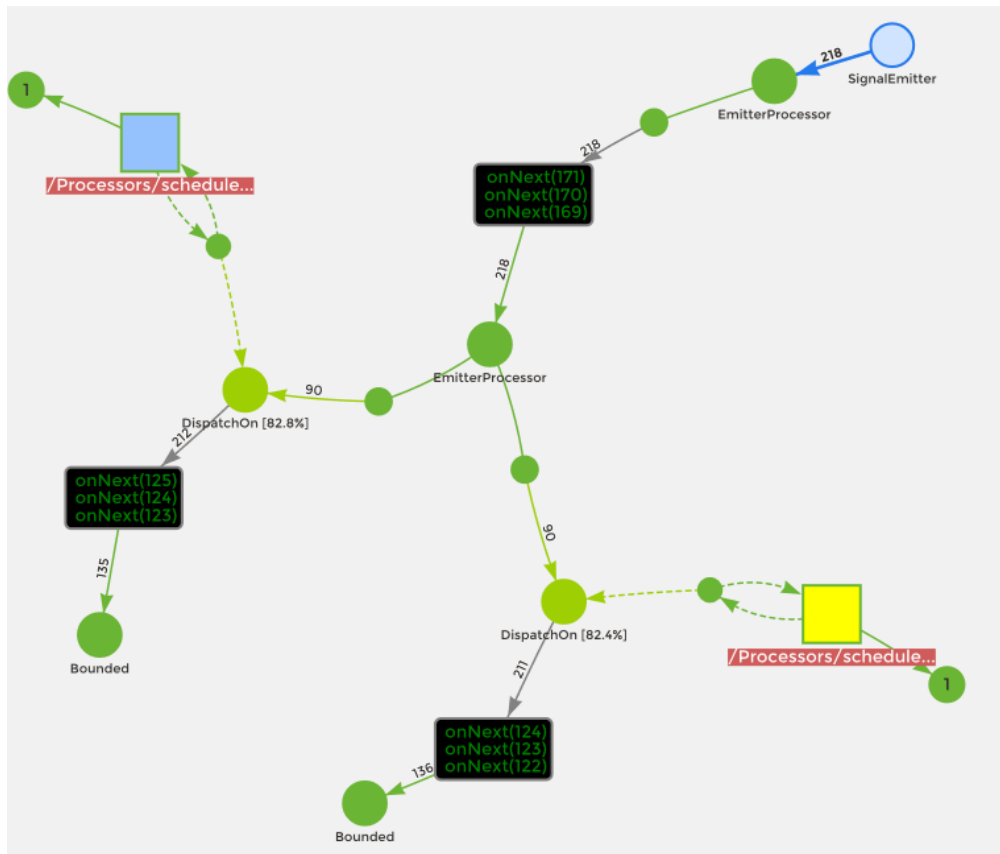 218
SignalEmitter
1
EmitterProcessor
218
/Processors/schedule...
onNext(171)
onNext(170)
onNext(169)
218
EmitterProcessor
90
DispatchOn [82.8%]
212
onNext(125)
onNext(124)
onNext(123)
90
135
DispatchOn [82.4%]
Bounded
/Processors/schedule...
211
1
onNext(124)
onNext(123)
onNext(122)
136
Bounded